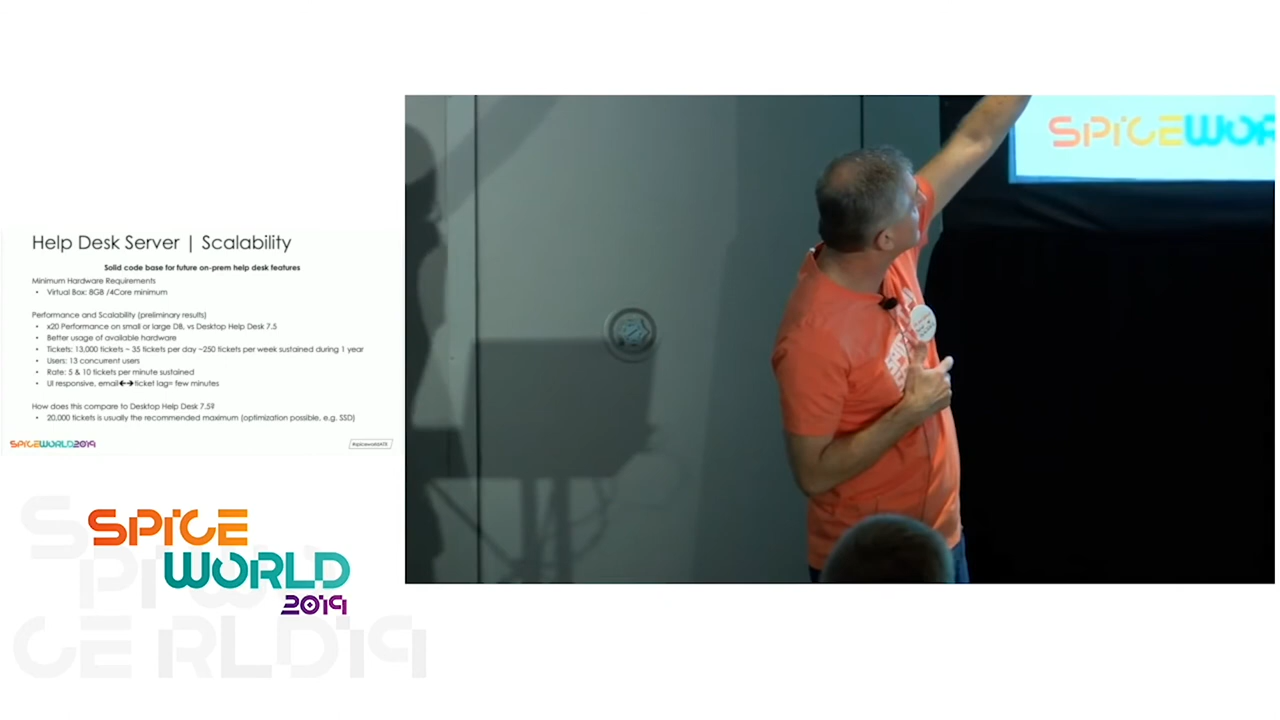 Help Desk Server | Scalability
Solid code base for future on-prem help desk features
Minimum Hardware Requirements
• Virtual Box: 8GB /4Core minimum
Performance and Scalability (preliminary results)
• x20 Performance on small or large DB, vs Desktop Help Desk 7.5
• Better usage of available hardware
• Tickets: 13,000 tickets ~ 35 tickets per day ~250 tickets per week sustained during 1 year
• Users: 13 concurrent users
• Rate: 5 & 10 tickets per minute sustained
• UI responsive, email↔ticket lag= few minutes
How does this compare to Desktop Help Desk 7.5?
• 20,000 tickets is usually the recommended maximum (optimization possible, e.g. SSD)
SPICEWORLD2019
SPICEWOR
SPICE
WORLD
2019
SPI W
CE RLD19